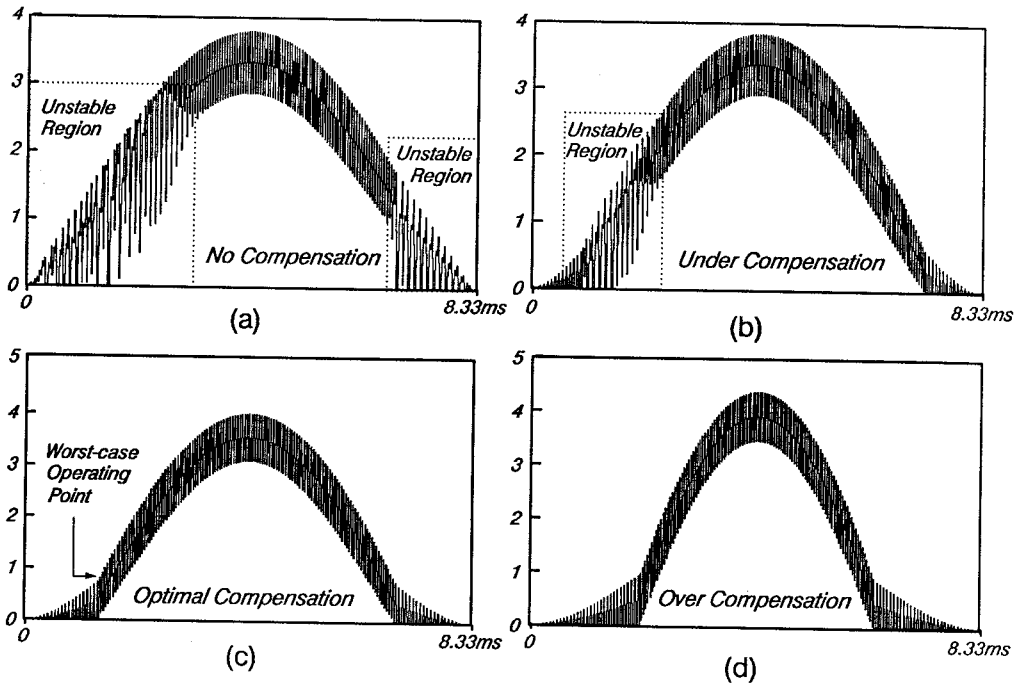 4
3
2
1
0
Unstable
Region
Unstable
Region
No Compensation
0
8.33ms
(a)
4
3
2
1
0
Unstable
Region
Under Compensation
0
8.33ms
(b)
5
4
3
2
1
0
Worst-case
Operating
Point
Optimal Compensation
0
8.33ms
(c)
5
4
3
2
1
0
Over Compensation
0
8.33ms
(d)